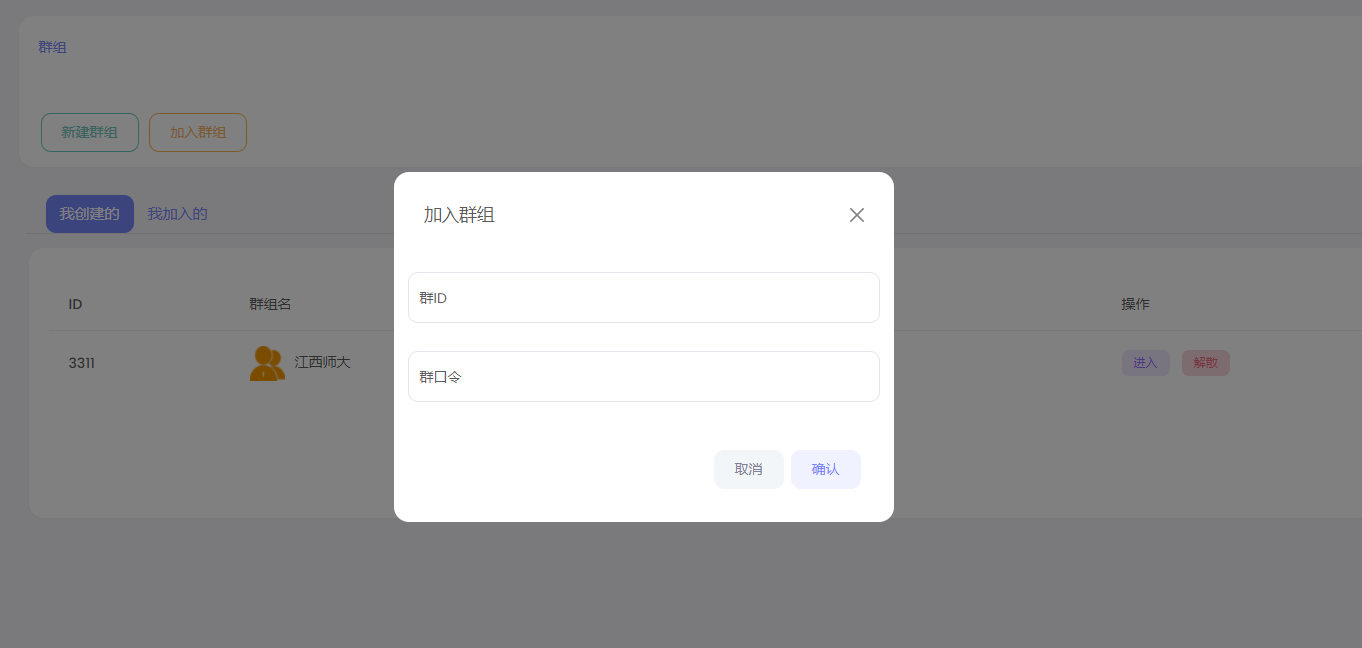 群组
新建群组 加入群组
我创建的 我加入的
ID 群组名 操作
3311 江西师大 进入 解散
加入群组
群ID
群口令
取消 确认